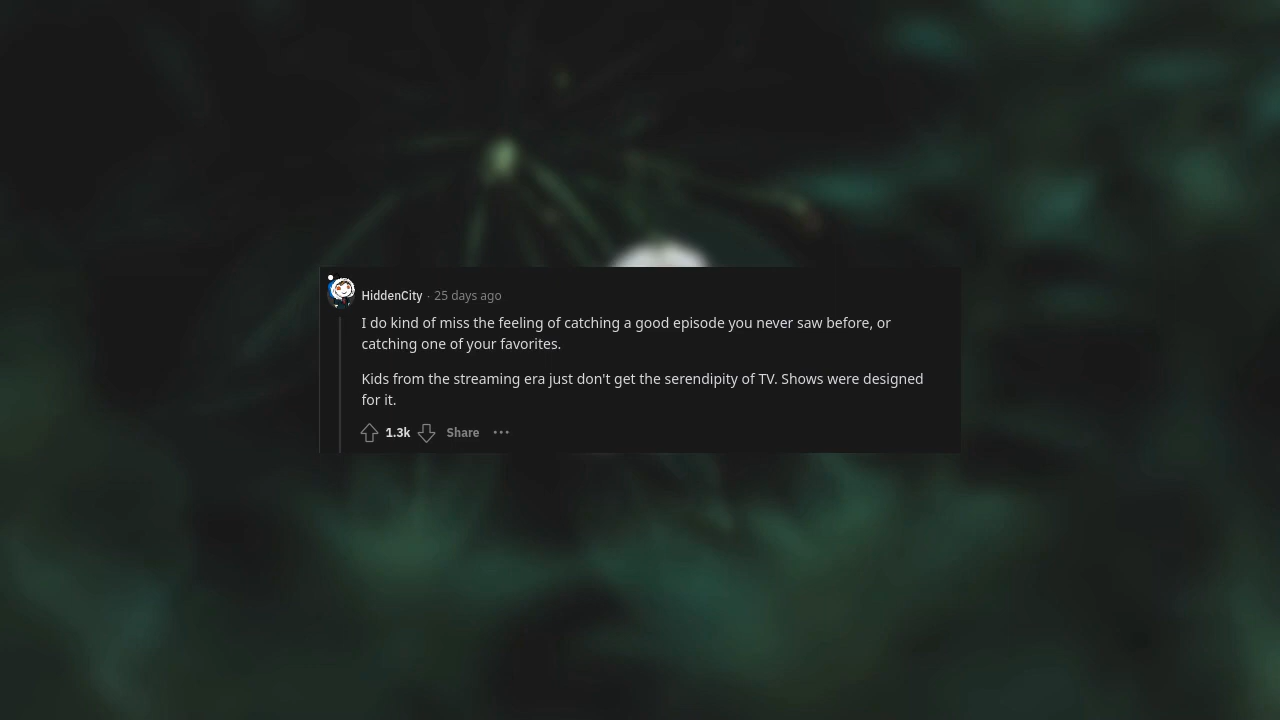 HiddenCity · 25 days ago
I do kind of miss the feeling of catching a good episode you never saw before, or
catching one of your favorites.
Kids from the streaming era just don't get the serendipity of TV. Shows were designed
for it.
1.3k Share ···